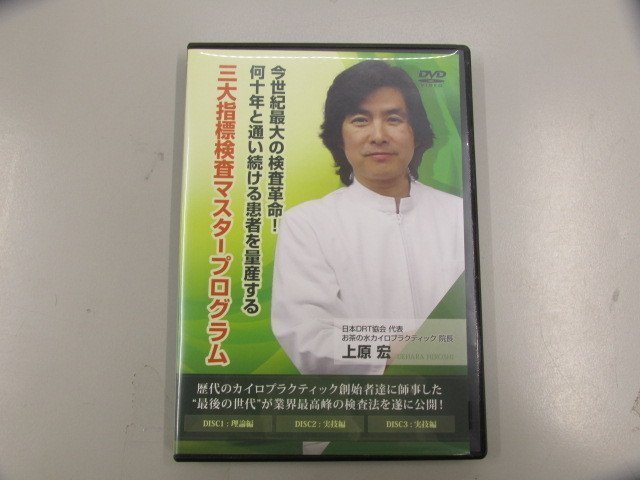 今世紀最大の検査革命！
何十年と通い続ける患者を量産する
三大指標検査マスタープログラム
DVD
VIDEO
日本DRT協会 代表
お茶の水カイロプラクティック 院長
上原 宏 UEHARA HIROSHI
歴代のカイロプラクティック創始者達に師事した
“最後の世代”が業界最高峰の検査法を遂に公開！
DISC1：理論編 DISC2：実技編 DISC3：実技編